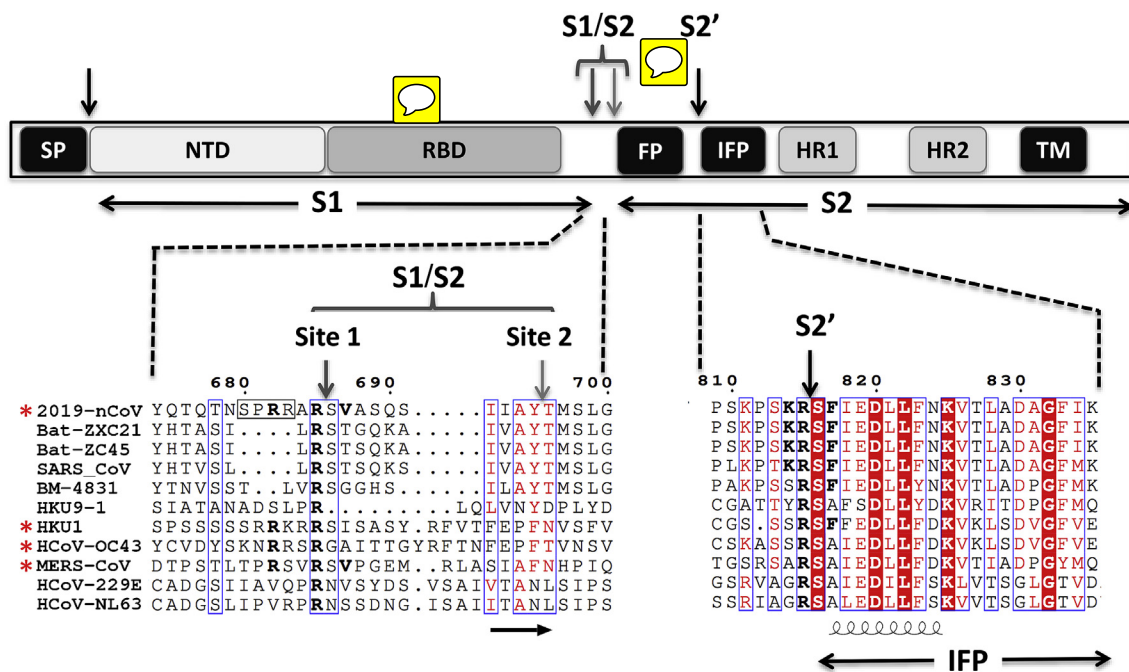 S1/S2 S2’
SP NTD RBD FP IFP HR1 HR2 TM
S1 S2
S1/S2
Site 1 Site 2 S2’
680 690 700 810 820 830
* 2019-nCoV YQTQTNSPRRARSVASQS.....IIAYTMSLG PSKPSKRSFIEDLLFNKVTLADAGFIK
Bat-ZXC21 YHTASI....LRSTGQKA.....IVAYTMSLG PSKPSKRSFIEDLLFNKVTLADAGFIK
Bat-ZC45 YHTASI....LRSTSQKA.....IVAYTMSLG PSKPSKRSFIEDLLFNKVTLADAGFIK
SARS_CoV YHTVSL....LRSTSQKS.....IVAYTMSLG PLKPTKRSFIEDLLFNKVTLADAGFMK
BM-4831 YTNVSST..LVRSGGHS......ILAYTMSLG PAKPSSRSFIEDLLFNKVTLADAGFMK
HKU9-1 SIATANADSLPR.........LQLVNYDPLYD CGATTYRSAFSDLLYDKVRITDPGFMQ
* HKU1 SPSSSSSRRKRRSISASY.RFVTFEPFNVSFV CGS.SSRSFFEDLLFDKVKLSDVGFVE
* HCoV-OC43 YCVDYSKNRRSRGAITTGYRFTNFEPFTVNSV CSKASSRSAIEDLLFDKVKLSDVGFVE
* MERS-CoV DTPSTLTPRSVRSVPGEM..RLASIAFNHPIQ TGSRSARSAIEDLLFDKVTIADPGYMQ
HCoV-229E CADGSIIAVQPRNVSYDS.VSAIVTANLSIPS GSRVAGRSAIEDILFSKLVTSGLGTVD
HCoV-NL63 CADGSLIPVRPRNSSDNG.ISAIITANLSIPS SSRIAGRSALEDLLFSKVVTSGLGTVD
IFP